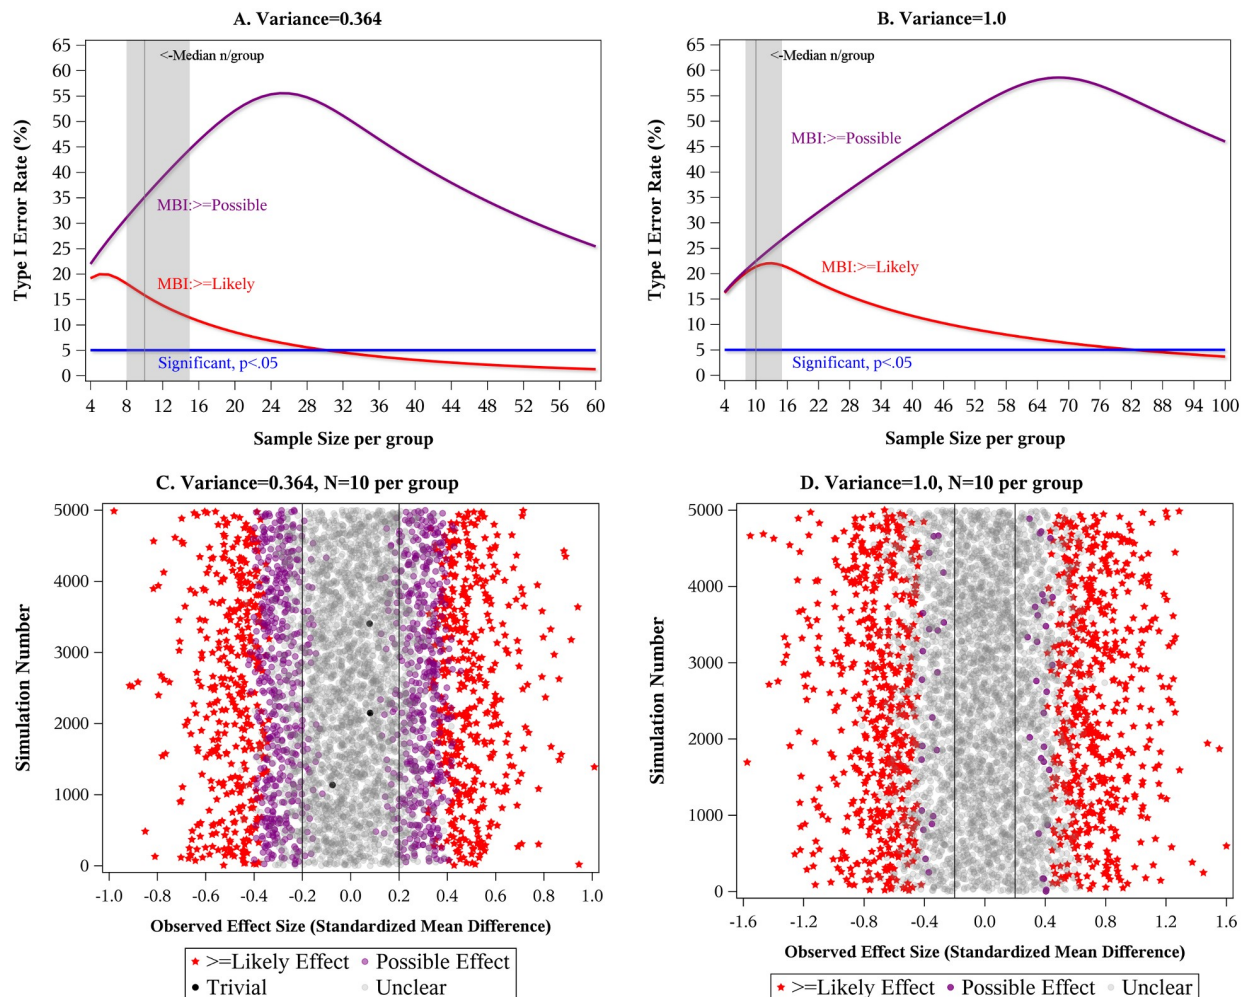 A. Variance=0.364
65
60
55
50
45
40
35
30
25
20
15
10
5
0
Type I Error Rate (%)
<-Median n/group
MBI:>=Possible
MBI:>=Likely
Significant, p<.05
4 8 12 16 20 24 28 32 36 40 44 48 52 56 60
Sample Size per group
B. Variance=1.0
65
60
55
50
45
40
35
30
25
20
15
10
5
0
Type I Error Rate (%)
<-Median n/group
MBI:>=Possible
MBI:>=Likely
Significant, p<.05
4 10 16 22 28 34 40 46 52 58 64 70 76 82 88 94 100
Sample Size per group
C. Variance=0.364, N=10 per group
5000
4000
3000
2000
1000
0
Simulation Number
-1.0 -0.8 -0.6 -0.4 -0.2 0.0 0.2 0.4 0.6 0.8 1.0
Observed Effect Size (Standardized Mean Difference)
>=Likely Effect Possible Effect
Trivial Unclear
D. Variance=1.0, N=10 per group
5000
4000
3000
2000
1000
0
Simulation Number
-1.6 -1.2 -0.8 -0.4 0.0 0.4 0.8 1.2 1.6
Observed Effect Size (Standardized Mean Difference)
>=Likely Effect Possible Effect Unclear